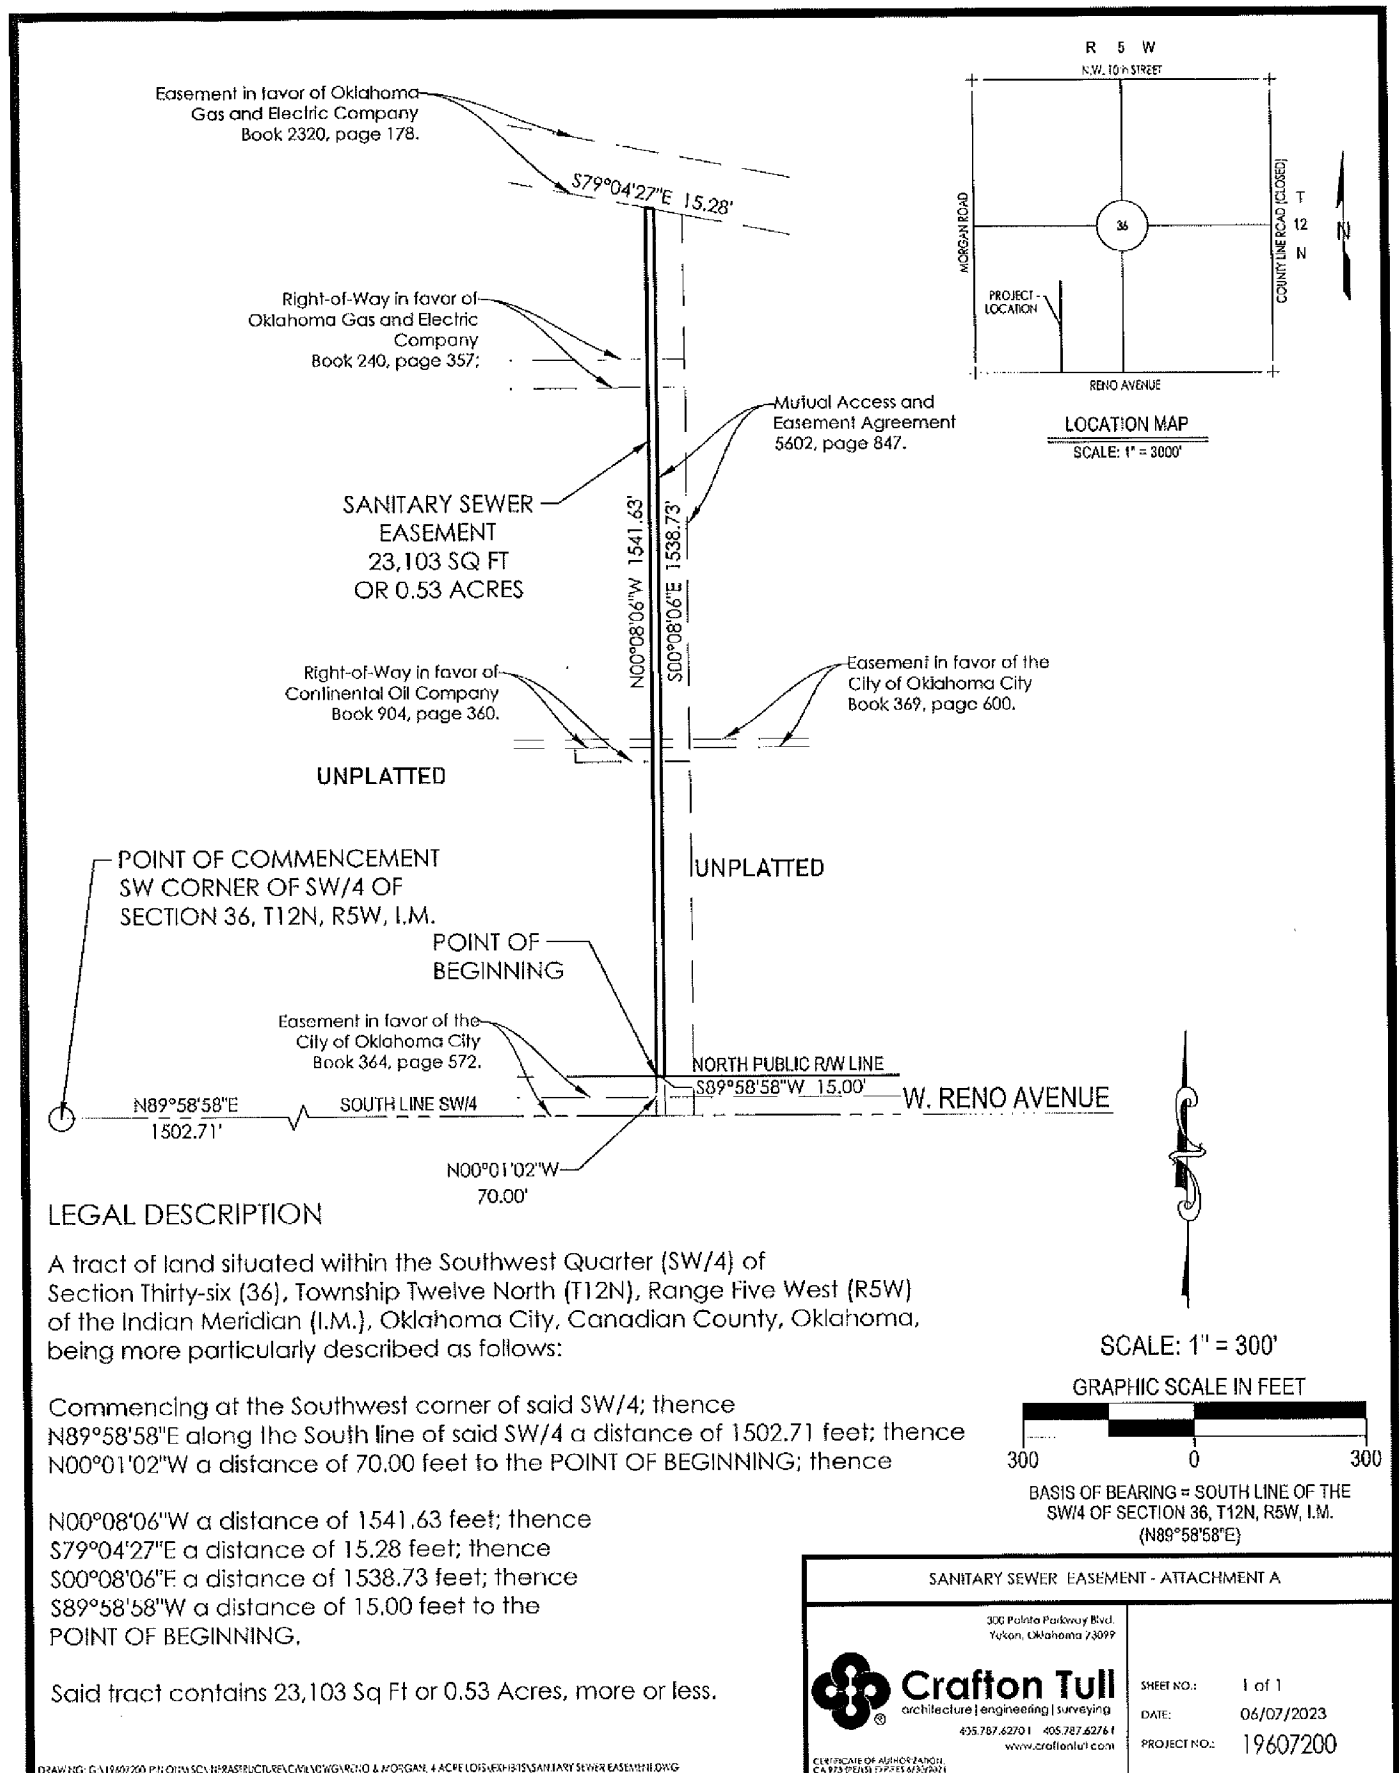 Easement in favor of Oklahoma
Gas and Electric Company
Book 2320, page 178.
S79°04'27"E 15.28'
R 5 W
N.W. 10th STREET
MORGAN ROAD
COUNTY LINE ROAD (CLOSED)
T
12
N
N
36
PROJECT
LOCATION
RENO AVENUE
LOCATION MAP
SCALE: 1" = 3000'
Right-of-Way in favor of
Oklahoma Gas and Electric
Company
Book 240, page 357;
Mutual Access and
Easement Agreement
5602, page 847.
SANITARY SEWER
EASEMENT
23,103 SQ FT
OR 0.53 ACRES
N00°08'06"W 1541.63'
S00°08'06"E 1538.73'
Right-of-Way in favor of
Continental Oil Company
Book 904, page 360.
Easement in favor of the
City of Oklahoma City
Book 369, page 600.
UNPLATTED
UNPLATTED
POINT OF COMMENCEMENT
SW CORNER OF SW/4 OF
SECTION 36, T12N, R5W, I.M.
POINT OF
BEGINNING
Easement in favor of the
City of Oklahoma City
Book 364, page 572.
NORTH PUBLIC R/W LINE
S89°58'58"W 15.00'
W. RENO AVENUE
N89°58'58"E
1502.71'
SOUTH LINE SW/4
N00°01'02"W
70.00'
LEGAL DESCRIPTION
A tract of land situated within the Southwest Quarter (SW/4) of
Section Thirty-six (36), Township Twelve North (T12N), Range Five West (R5W)
of the Indian Meridian (I.M.), Oklahoma City, Canadian County, Oklahoma,
being more particularly described as follows:
Commencing at the Southwest corner of said SW/4; thence
N89°58'58"E along the South line of said SW/4 a distance of 1502.71 feet; thence
N00°01'02"W a distance of 70.00 feet to the POINT OF BEGINNING; thence
N00°08'06"W a distance of 1541.63 feet; thence
S79°04'27"E a distance of 15.28 feet; thence
S00°08'06"E a distance of 1538.73 feet; thence
S89°58'58"W a distance of 15.00 feet to the
POINT OF BEGINNING.
Said tract contains 23,103 Sq Ft or 0.53 Acres, more or less.
SCALE: 1" = 300'
GRAPHIC SCALE IN FEET
300 0 300
BASIS OF BEARING = SOUTH LINE OF THE
SW/4 OF SECTION 36, T12N, R5W, I.M.
(N89°58'58"E)
SANITARY SEWER EASEMENT - ATTACHMENT A
300 Pointe Parkway Blvd.
Yukon, Oklahoma 73099
Crafton Tull
architecture | engineering | surveying
405.787.6270 t 405.787.6276 f
www.craftontull.com
CERTIFICATE OF AUTHORIZATION:
SHEET NO.: 1 of 1
DATE: 06/07/2023
PROJECT NO.: 19607200